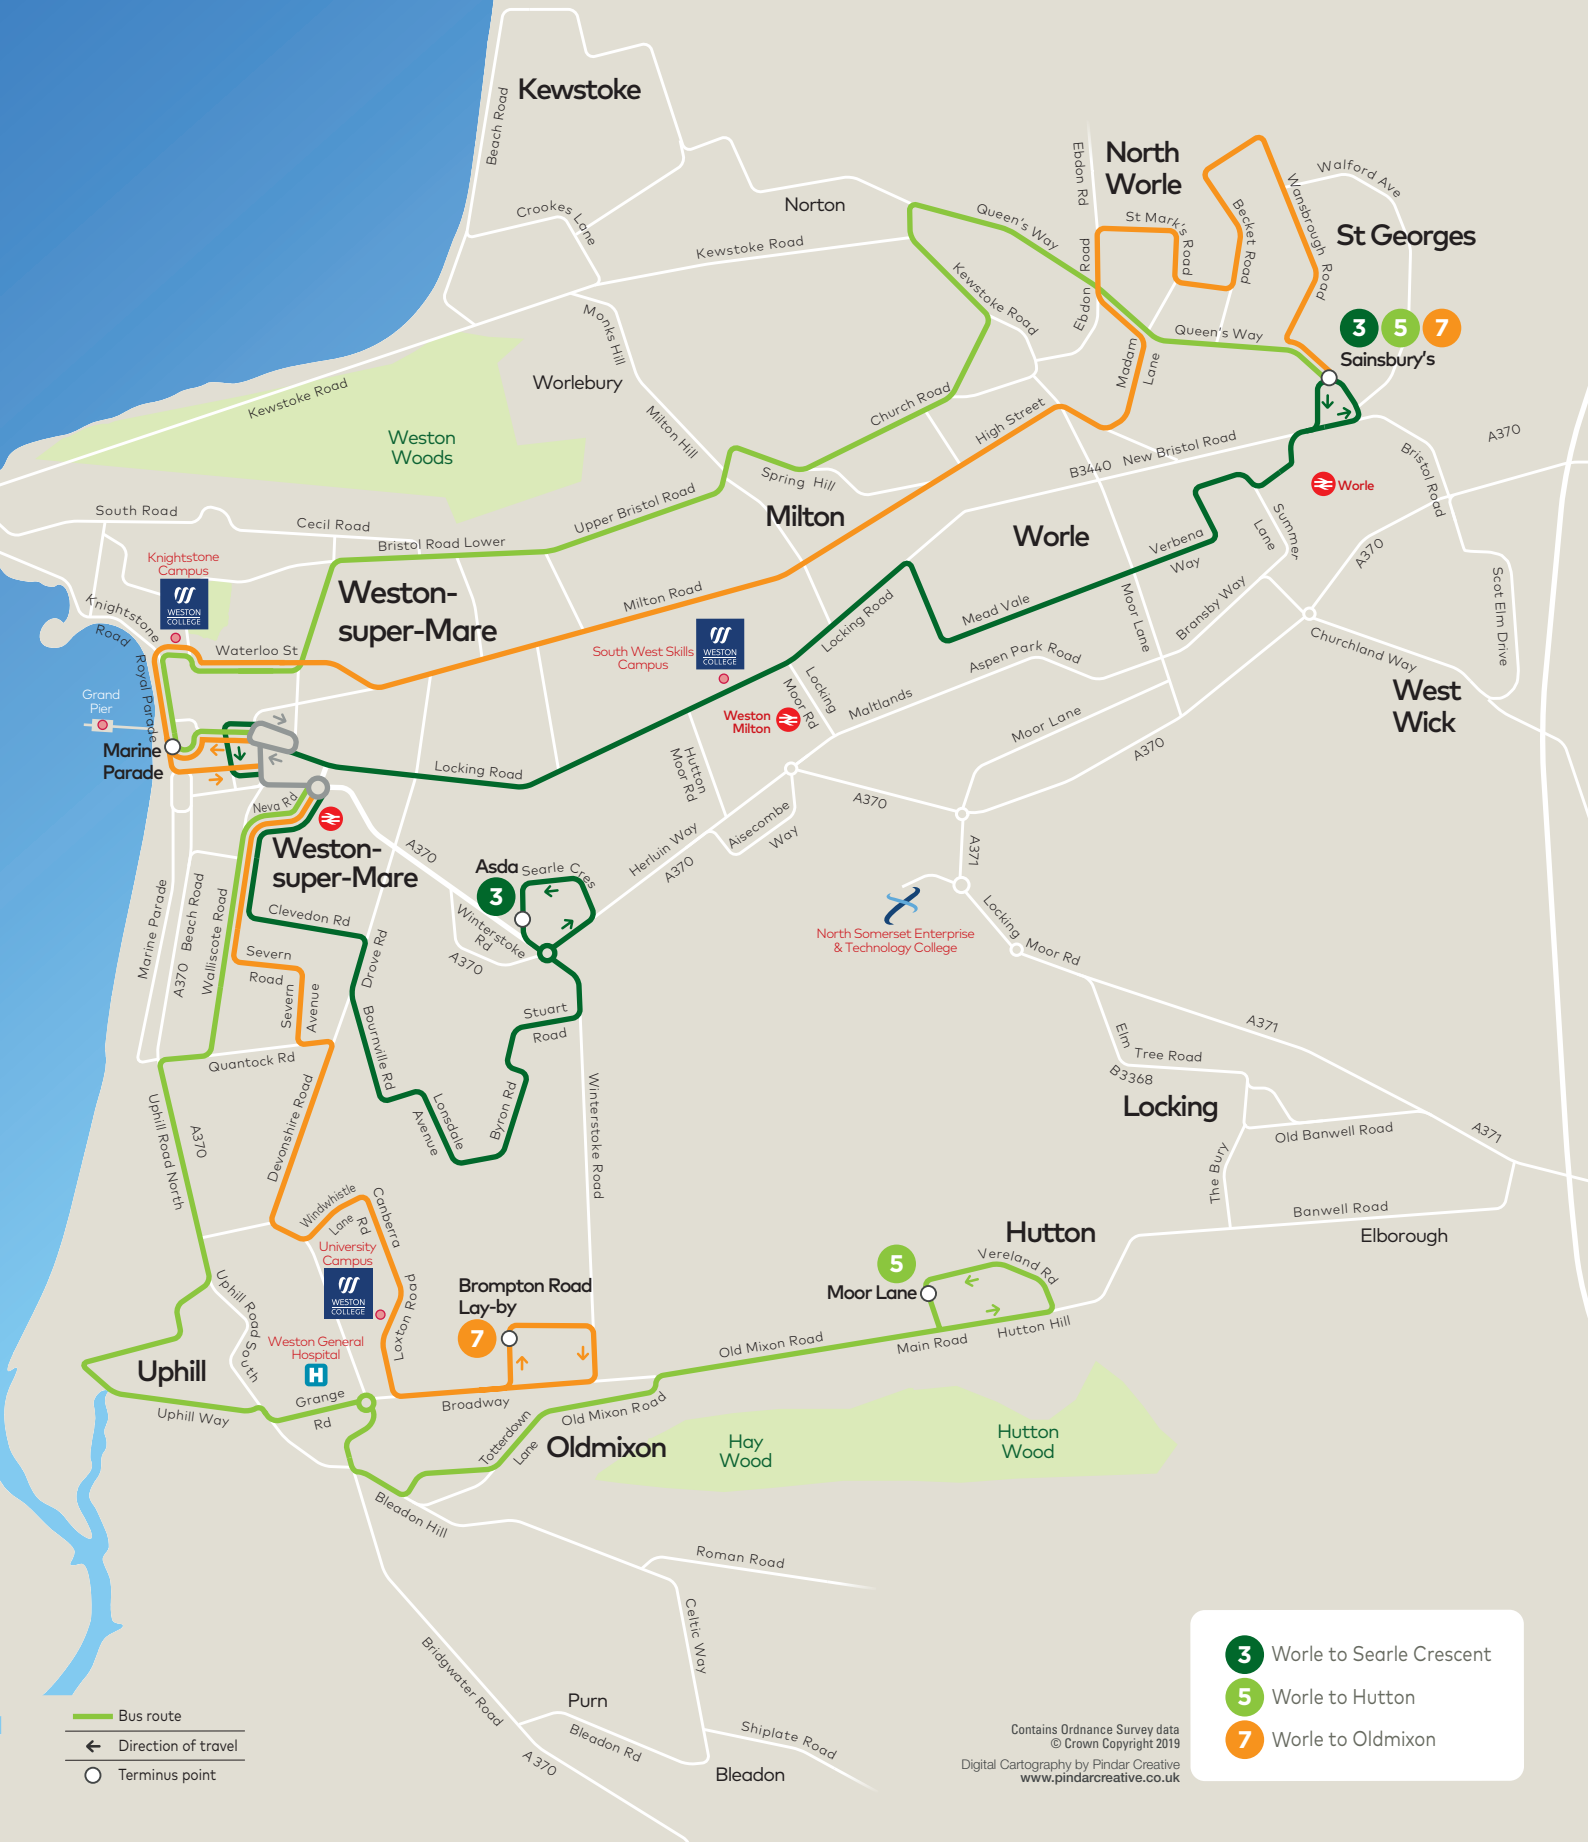 Kewstoke
Beach Road
Crookes Lane
Norton
Kewstoke Road
Queen's Way
Kewstoke Road
Ebdon Rd
Ebdon Road
North
Worle
St Mark's Road
Becket Road
Wansbrough Road
Walford Ave
St Georges
3
5
7
Sainsbury's
Queen's Way
Madam
Lane
Monks Hill
Worlebury
Milton Hill
Kewstoke Road
Weston
Woods
Church Road
High Street
Spring Hill
B3440
New Bristol Road
Bristol Road
A370
Worle
South Road
Cecil Road
Bristol Road Lower
Upper Bristol Road
Milton
Worle
Verbena
Way
Summer
Lane
A370
Scot Elm Drive
Knightstone
Campus
WESTON
COLLEGE
Knightstone
Road
Royal Parade
Waterloo St
Weston-
super-Mare
Milton Road
South West Skills
Campus
WESTON
COLLEGE
Locking Road
Mead Vale
Moor Lane
Bransby Way
Churchland Way
West
Wick
Aspen Park Road
Locking
Moor Rd
Maltlands
Weston
Milton
Moor Lane
A370
Grand
Pier
Marine
Parade
Locking Road
Hutton
Moor Rd
Neva Rd
Weston-
super-Mare
A370
Asda
3
Searle Cres
Winterstoke
Rd
A370
Herluin Way
A370
Aisecombe
Way
A370
A371
North Somerset Enterprise
& Technology College
Locking
Moor Rd
Marine Parade
A370
Beach Road
Walliscote Road
Clevedon Rd
Severn
Road
Severn
Avenue
Drove Rd
Bournville Rd
Stuart
Road
Elm
Tree Road
B3368
A371
Locking
Quantock Rd
Devonshire Road
Lonsdale
Avenue
Byron Rd
Winterstoke Road
Old Banwell Road
A371
The Bury
Banwell Road
Elborough
Uphill Road North
A370
Windwhistle
Lane
Canberra
Rd
University
Campus
WESTON
COLLEGE
Loxton Road
Hutton
5
Moor Lane
Vereland Rd
Hutton Hill
Main Road
Old Mixon Road
Brompton Road
Lay-by
7
Uphill Road South
Weston General
Hospital
H
Uphill
Uphill Way
Grange
Rd
Broadway
Totterdown
Lane
Old Mixon Road
Oldmixon
Hay
Wood
Hutton
Wood
Bleadon Hill
Roman Road
Celtic Way
Bridgwater Road
Purn
Bleadon Rd
Shiplate Road
A370
Bleadon
Bus route
Direction of travel
Terminus point
Contains Ordnance Survey data
© Crown Copyright 2019
Digital Cartography by Pindar Creative
www.pindarcreative.co.uk
3 Worle to Searle Crescent
5 Worle to Hutton
7 Worle to Oldmixon